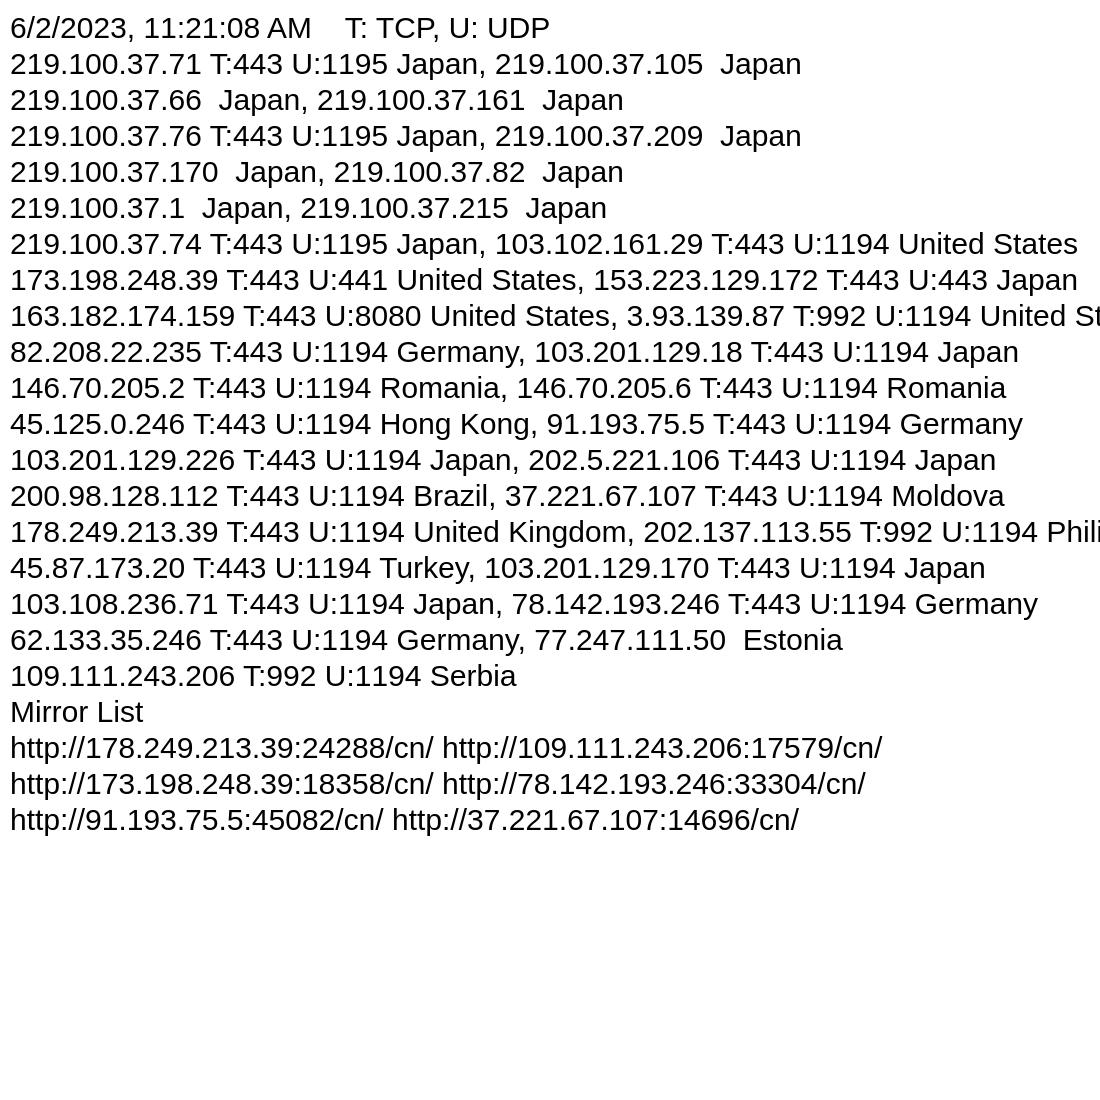 6/2/2023, 11:21:08 AM    T: TCP, U: UDP
219.100.37.71 T:443 U:1195 Japan, 219.100.37.105  Japan
219.100.37.66  Japan, 219.100.37.161  Japan
219.100.37.76 T:443 U:1195 Japan, 219.100.37.209  Japan
219.100.37.170  Japan, 219.100.37.82  Japan
219.100.37.1  Japan, 219.100.37.215  Japan
219.100.37.74 T:443 U:1195 Japan, 103.102.161.29 T:443 U:1194 United States
173.198.248.39 T:443 U:441 United States, 153.223.129.172 T:443 U:443 Japan
163.182.174.159 T:443 U:8080 United States, 3.93.139.87 T:992 U:1194 United St
82.208.22.235 T:443 U:1194 Germany, 103.201.129.18 T:443 U:1194 Japan
146.70.205.2 T:443 U:1194 Romania, 146.70.205.6 T:443 U:1194 Romania
45.125.0.246 T:443 U:1194 Hong Kong, 91.193.75.5 T:443 U:1194 Germany
103.201.129.226 T:443 U:1194 Japan, 202.5.221.106 T:443 U:1194 Japan
200.98.128.112 T:443 U:1194 Brazil, 37.221.67.107 T:443 U:1194 Moldova
178.249.213.39 T:443 U:1194 United Kingdom, 202.137.113.55 T:992 U:1194 Phili
45.87.173.20 T:443 U:1194 Turkey, 103.201.129.170 T:443 U:1194 Japan
103.108.236.71 T:443 U:1194 Japan, 78.142.193.246 T:443 U:1194 Germany
62.133.35.246 T:443 U:1194 Germany, 77.247.111.50  Estonia
109.111.243.206 T:992 U:1194 Serbia
Mirror List
http://178.249.213.39:24288/cn/ http://109.111.243.206:17579/cn/
http://173.198.248.39:18358/cn/ http://78.142.193.246:33304/cn/
http://91.193.75.5:45082/cn/ http://37.221.67.107:14696/cn/